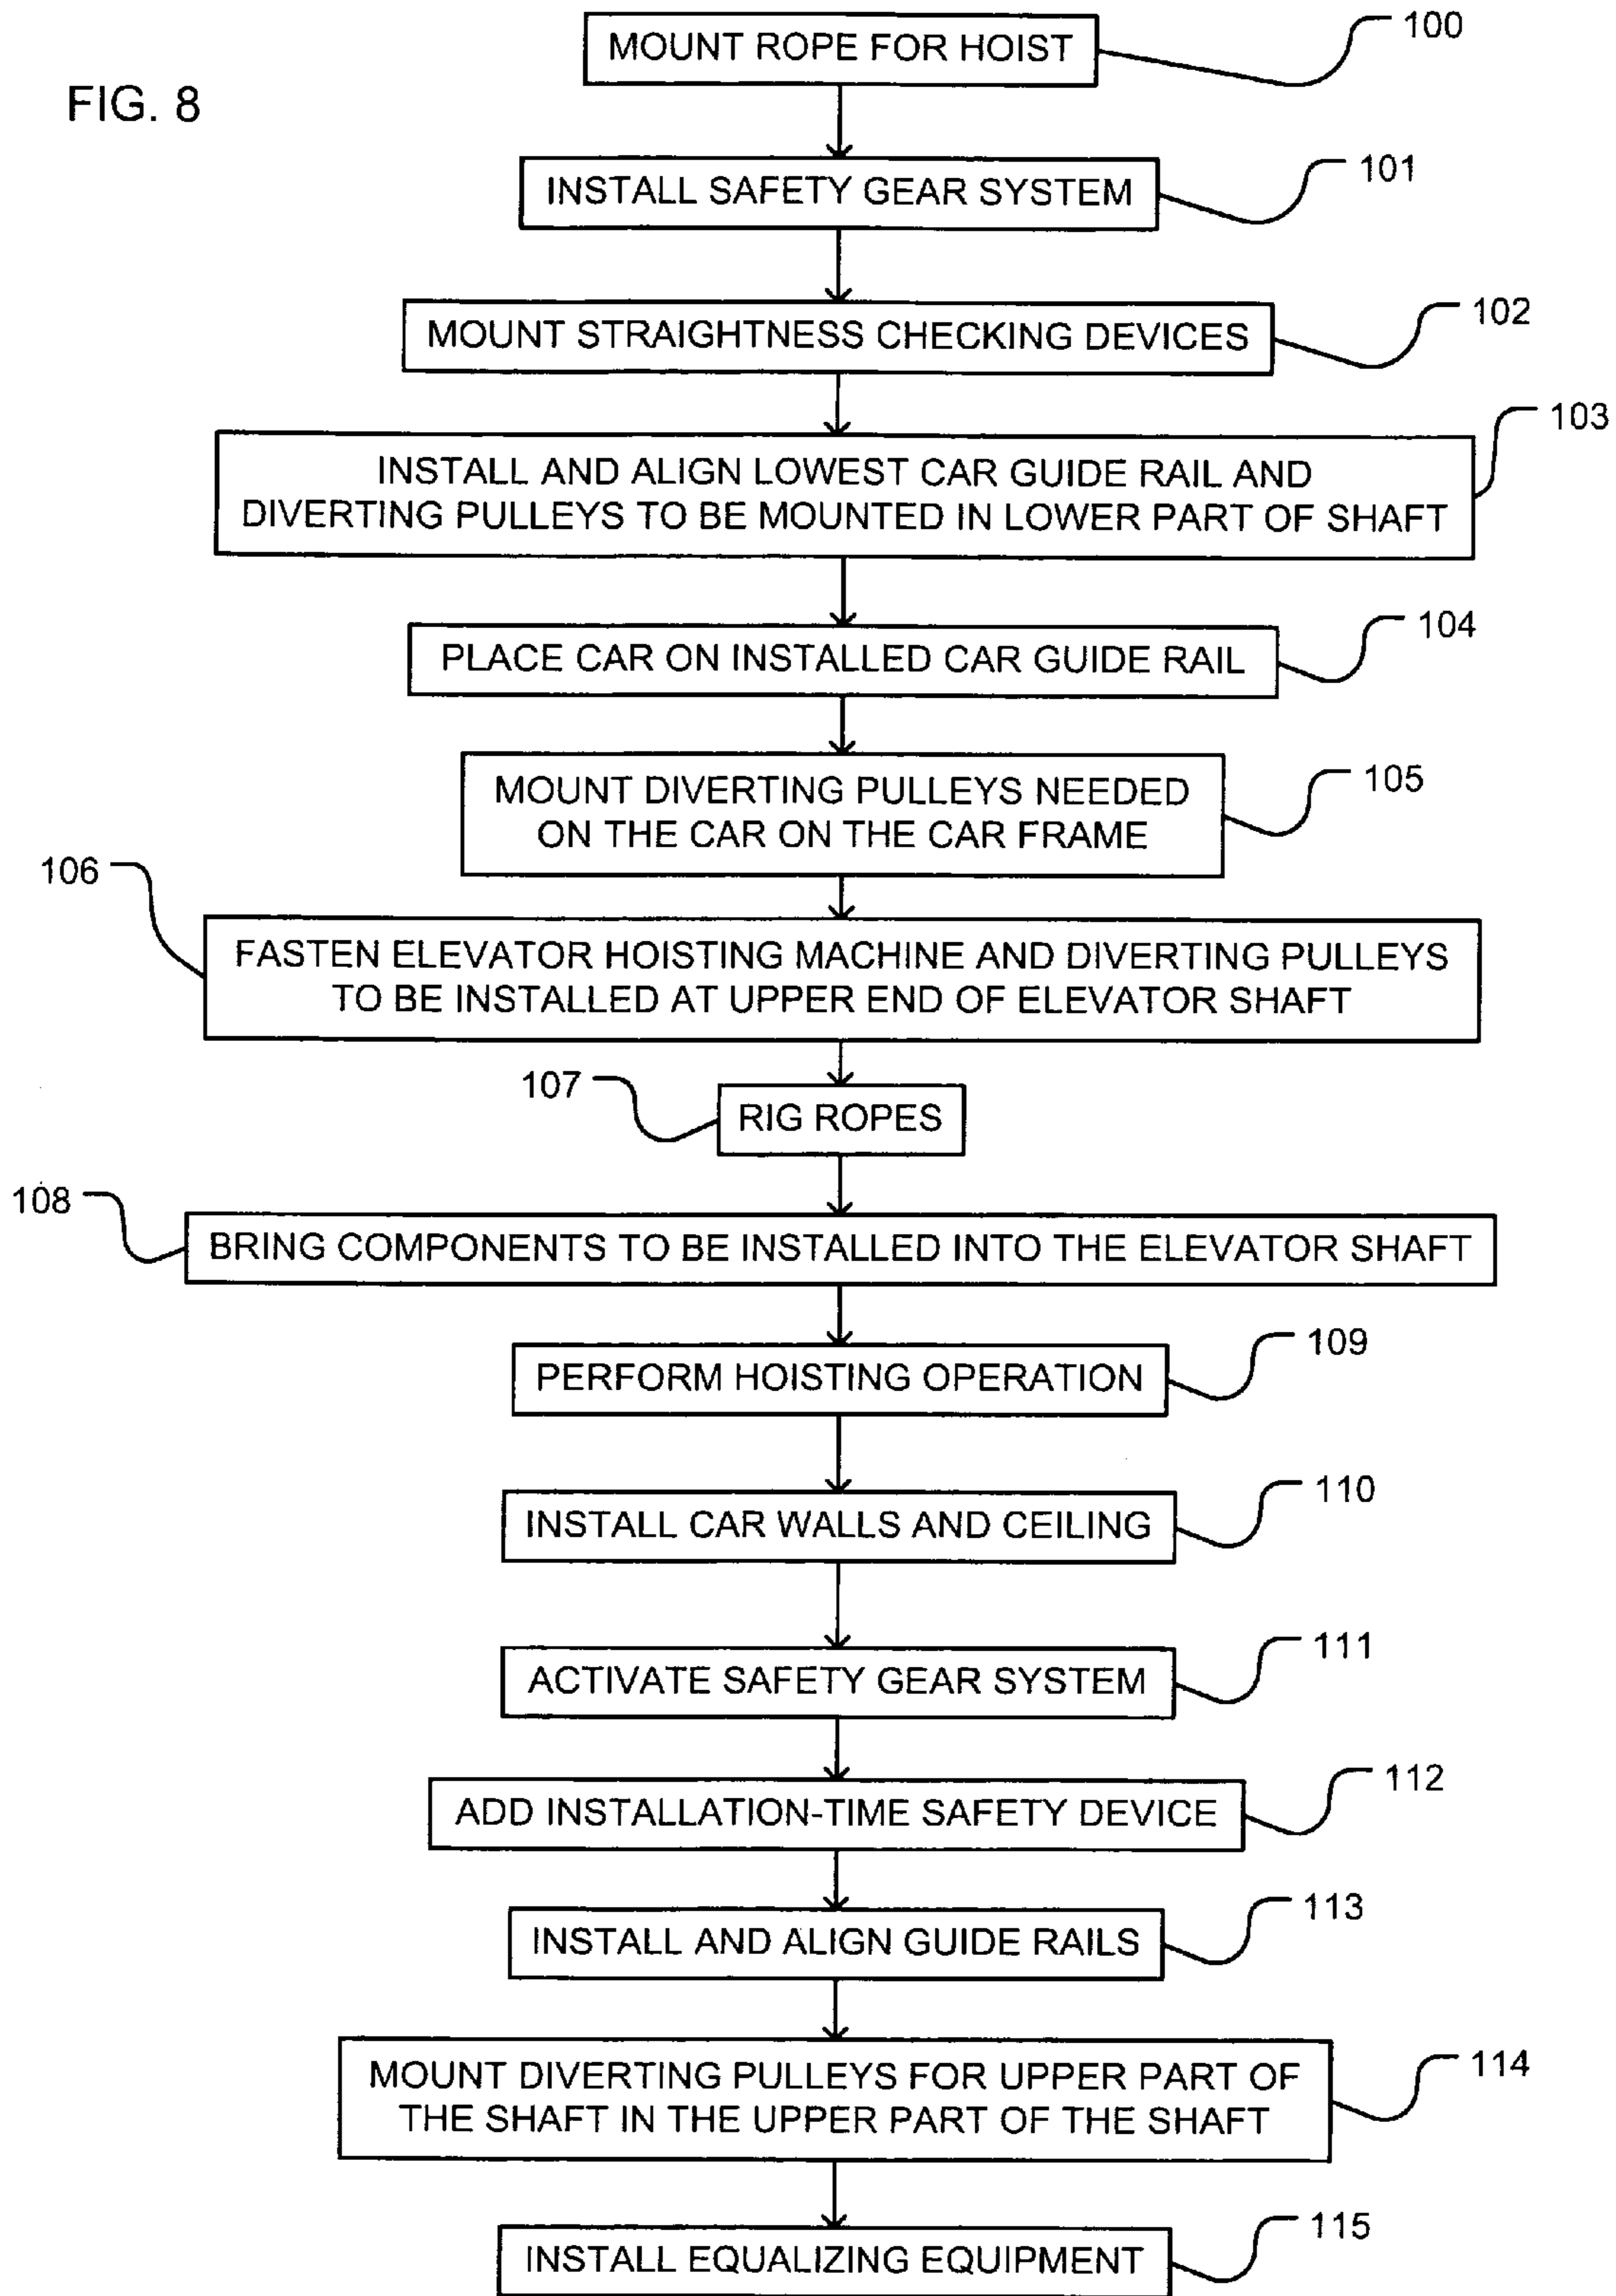 FIG. 8
MOUNT ROPE FOR HOIST
100
INSTALL SAFETY GEAR SYSTEM
101
MOUNT STRAIGHTNESS CHECKING DEVICES
102
INSTALL AND ALIGN LOWEST CAR GUIDE RAIL AND
DIVERTING PULLEYS TO BE MOUNTED IN LOWER PART OF SHAFT
103
PLACE CAR ON INSTALLED CAR GUIDE RAIL
104
MOUNT DIVERTING PULLEYS NEEDED
ON THE CAR ON THE CAR FRAME
105
106
FASTEN ELEVATOR HOISTING MACHINE AND DIVERTING PULLEYS
TO BE INSTALLED AT UPPER END OF ELEVATOR SHAFT
107
RIG ROPES
108
BRING COMPONENTS TO BE INSTALLED INTO THE ELEVATOR SHAFT
PERFORM HOISTING OPERATION
109
INSTALL CAR WALLS AND CEILING
110
ACTIVATE SAFETY GEAR SYSTEM
111
ADD INSTALLATION-TIME SAFETY DEVICE
112
INSTALL AND ALIGN GUIDE RAILS
113
MOUNT DIVERTING PULLEYS FOR UPPER PART OF
THE SHAFT IN THE UPPER PART OF THE SHAFT
114
INSTALL EQUALIZING EQUIPMENT
115